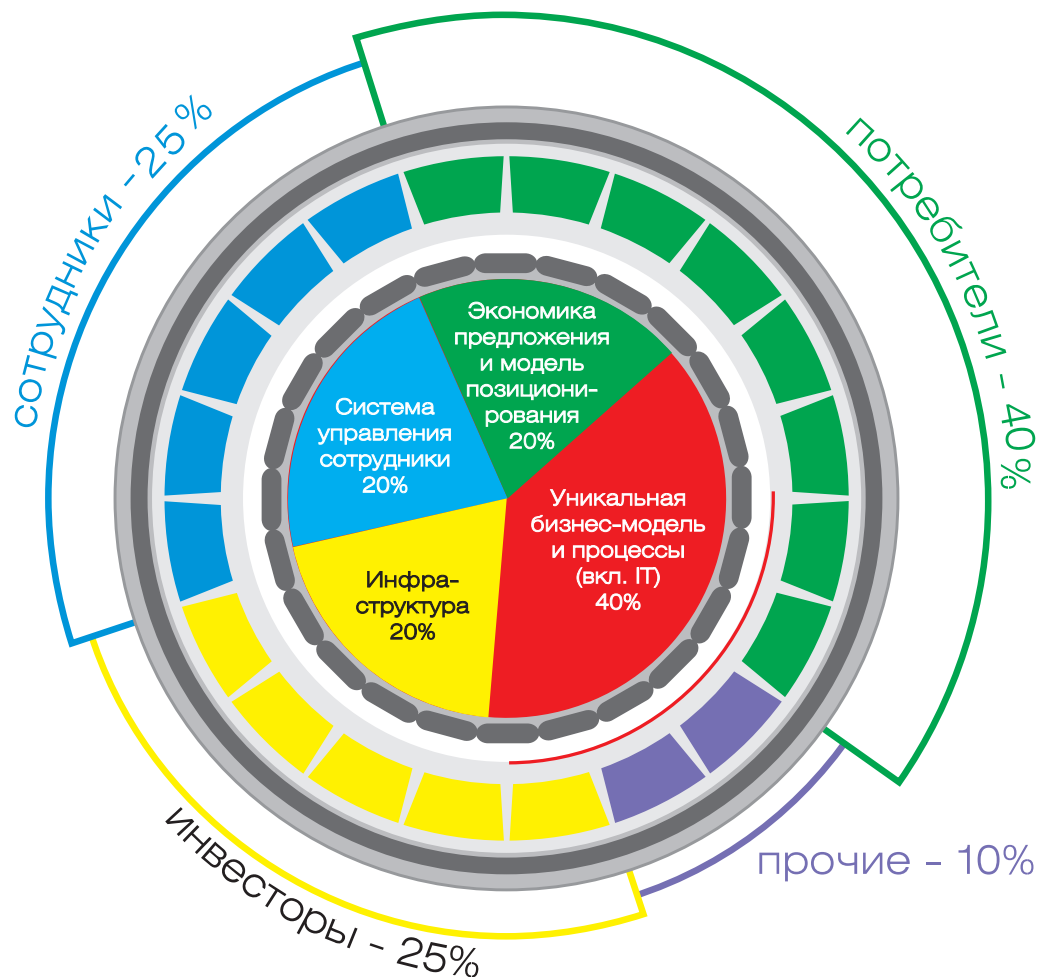 сотрудники - 25%
потребители - 40%
Экономика
предложения
и модель
позициони-
рования
20%
Система
управления
сотрудники
20%
Уникальная
бизнес-модель
и процессы
(вкл. IT)
40%
Инфра-
структура
20%
прочие - 10%
инвесторы - 25%